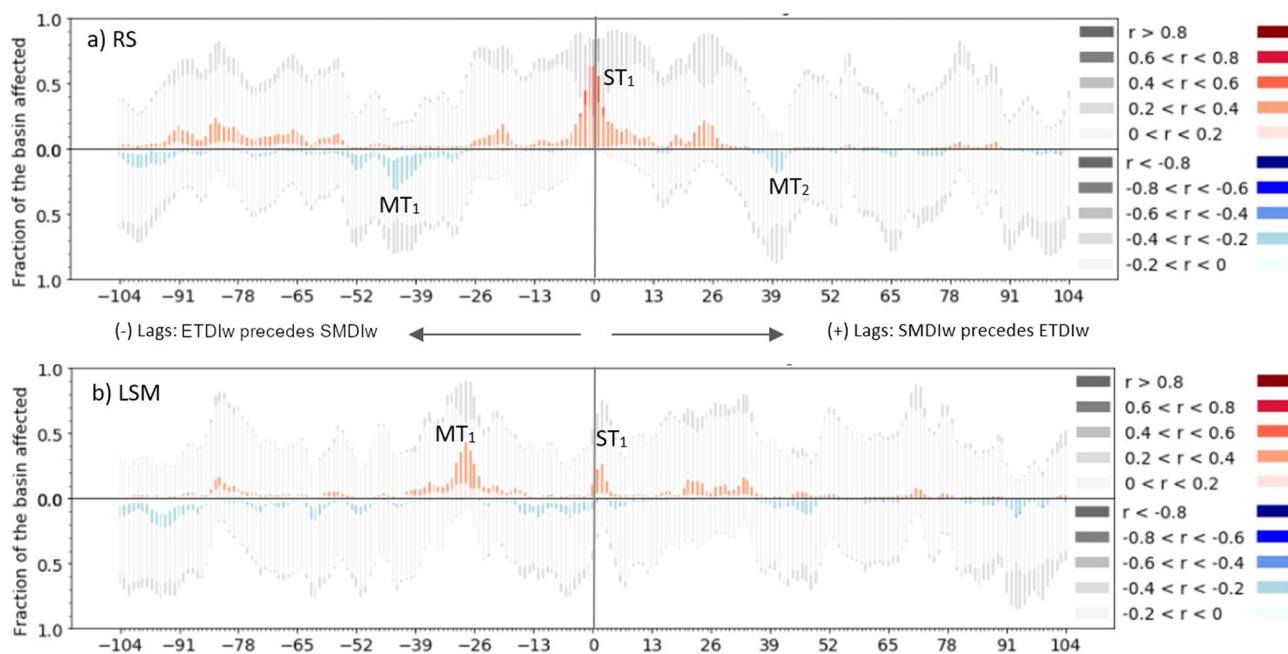 1.0
a) RS
r > 0.8
0.6 < r < 0.8
ST1
0.4 < r < 0.6
0.5
0.2 < r < 0.4
0 < r < 0.2
0.0
r < -0.8
-0.8 < r < -0.6
MT2
MT1
-0.6 < r < -0.4
0.5
-0.4 < r < -0.2
-0.2 < r < 0
1.0
Fraction of the basin affected
−104 −91 −78 −65 −52 −39 −26 −13 0 13 26 39 52 65 78 91 104
(-) Lags: ETDIw precedes SMDIw (+) Lags: SMDIw precedes ETDIw
1.0
b) LSM
r > 0.8
0.6 < r < 0.8
MT1 ST1
0.5
0.4 < r < 0.6
0.2 < r < 0.4
0 < r < 0.2
0.0
r < -0.8
-0.8 < r < -0.6
-0.6 < r < -0.4
0.5
-0.4 < r < -0.2
-0.2 < r < 0
1.0
Fraction of the basin affected
−104 −91 −78 −65 −52 −39 −26 −13 0 13 26 39 52 65 78 91 104